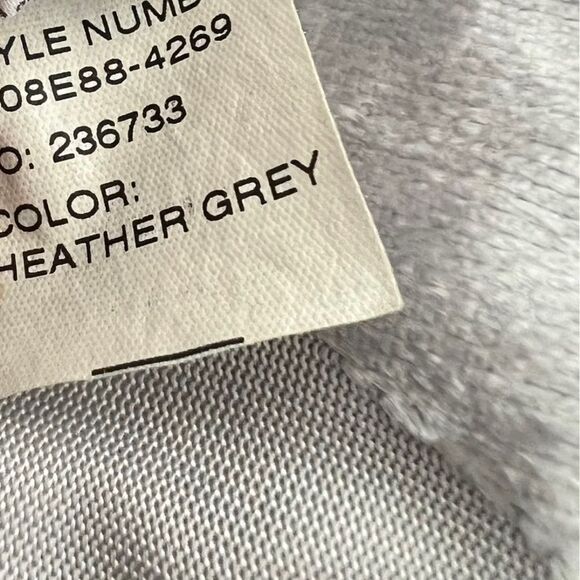 YLE NUMB
08E88-4269
O: 236733
COLOR:
HEATHER GREY